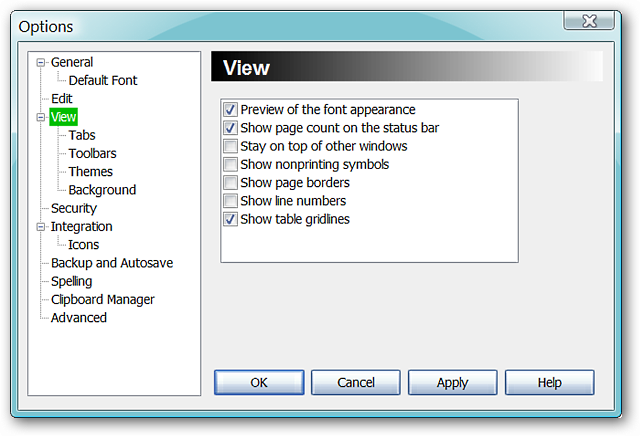 Options
General
Default Font
Edit
View
Tabs
Toolbars
Themes
Background
Security
Integration
Icons
Backup and Autosave
Spelling
Clipboard Manager
Advanced
View
Preview of the font appearance
Show page count on the status bar
Stay on top of other windows
Show nonprinting symbols
Show page borders
Show line numbers
Show table gridlines
OK
Cancel
Apply
Help